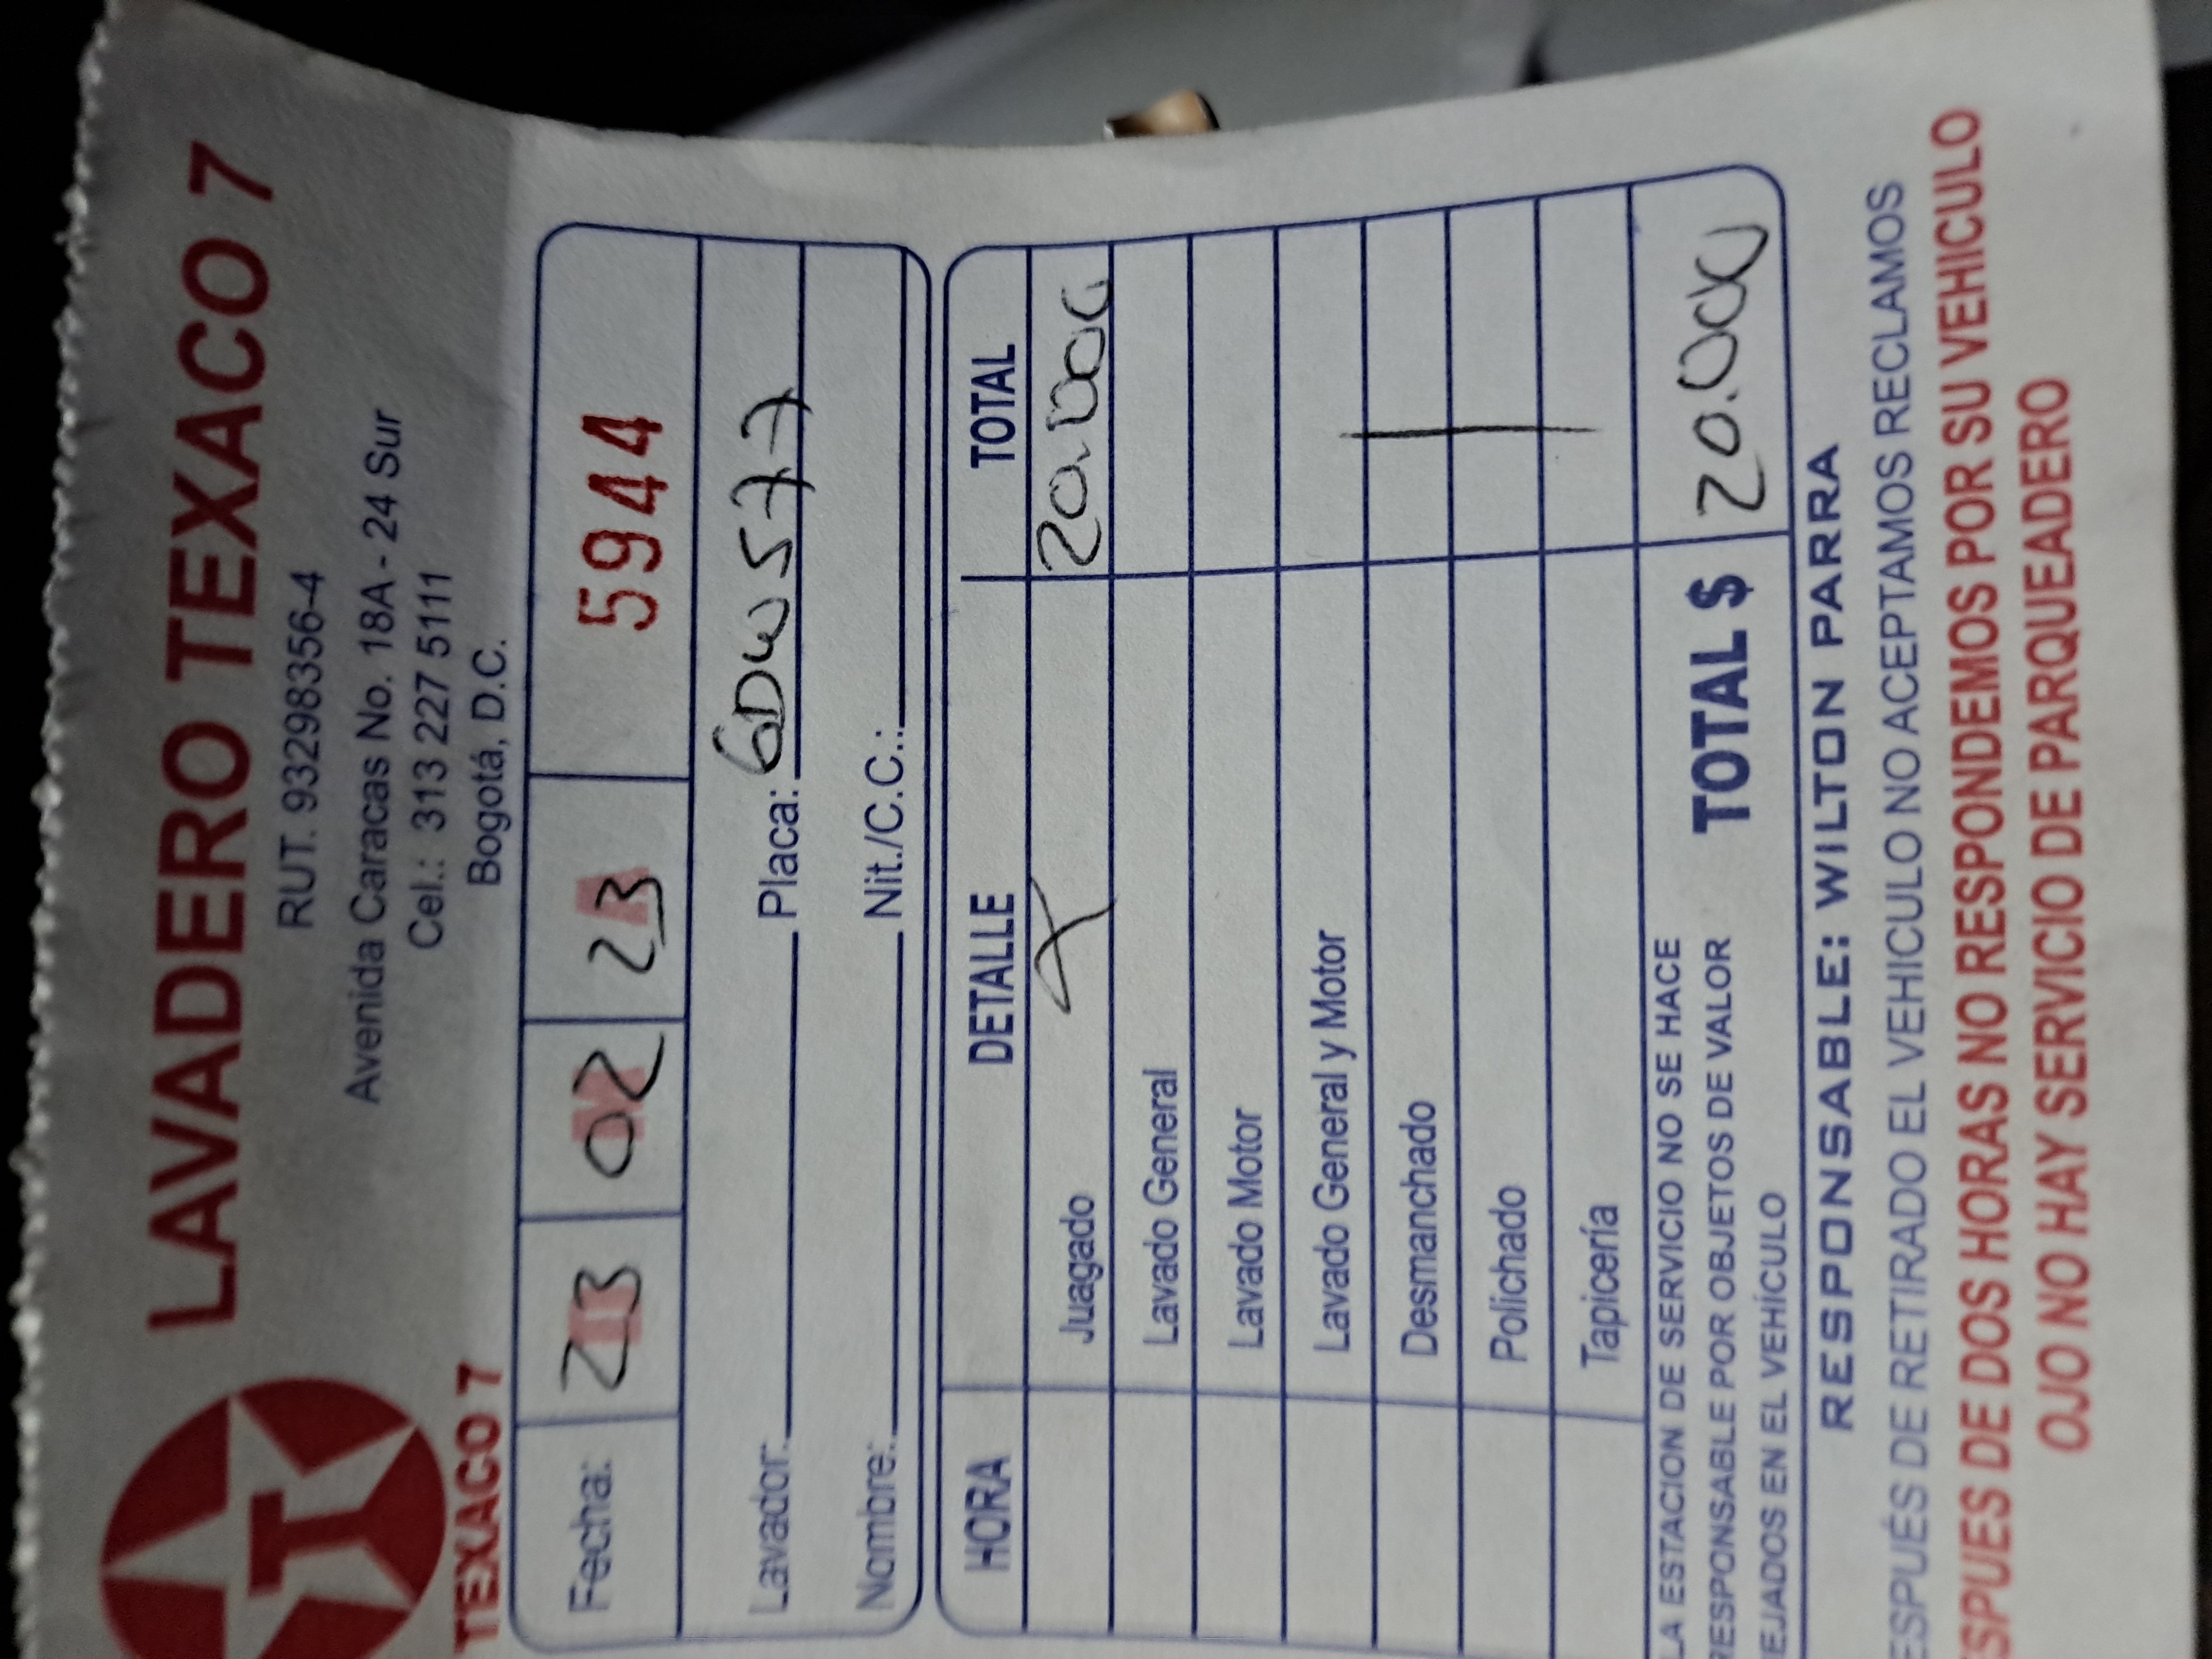 LAVADERO TEXACO 7
RUT. 93298356-4
Avenida Caracas No. 18A - 24 Sur
Cel.: 313 227 5111
Bogotá, D.C.
T
TEXACO 7
Fecha: 23 02 23 5944
Lavador: Placa: GDW577
Nombre: Nit./C.C.:
HORA DETALLE TOTAL
Juagado X 20.000
Lavado General
Lavado Motor
Lavado General y Motor
Desmanchado
Polichado
Tapicería
LA ESTACION DE SERVICIO NO SE HACE
RESPONSABLE POR OBJETOS DE VALOR
EJADOS EN EL VEHÍCULO
TOTAL $ 20.000
RESPONSABLE: WILTON PARRA
ESPUÉS DE RETIRADO EL VEHICULO NO ACEPTAMOS RECLAMOS
SPUES DE DOS HORAS NO RESPONDEMOS POR SU VEHICULO
OJO NO HAY SERVICIO DE PARQUEADERO